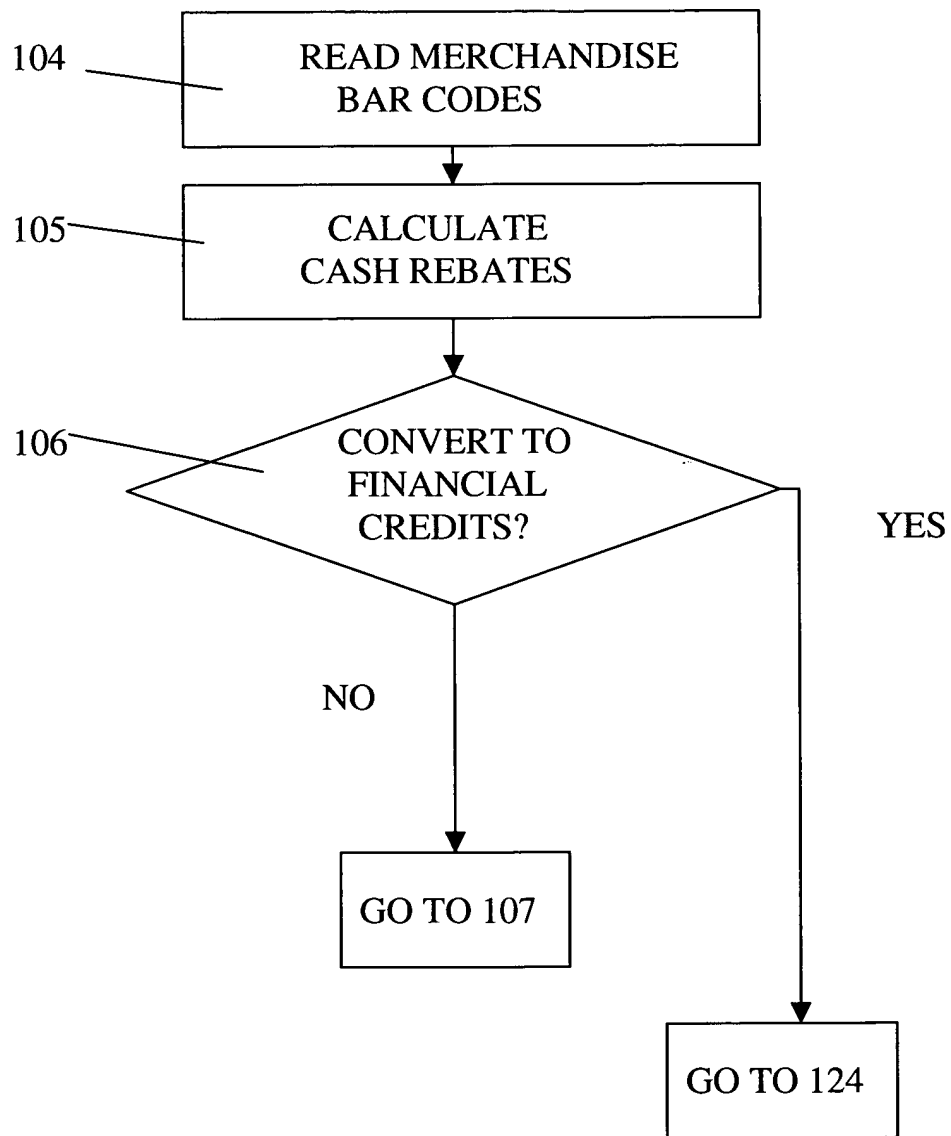 104
READ MERCHANDISE
BAR CODES
105
CALCULATE
CASH REBATES
106
CONVERT TO
FINANCIAL
CREDITS?
YES
NO
GO TO 107
GO TO 124